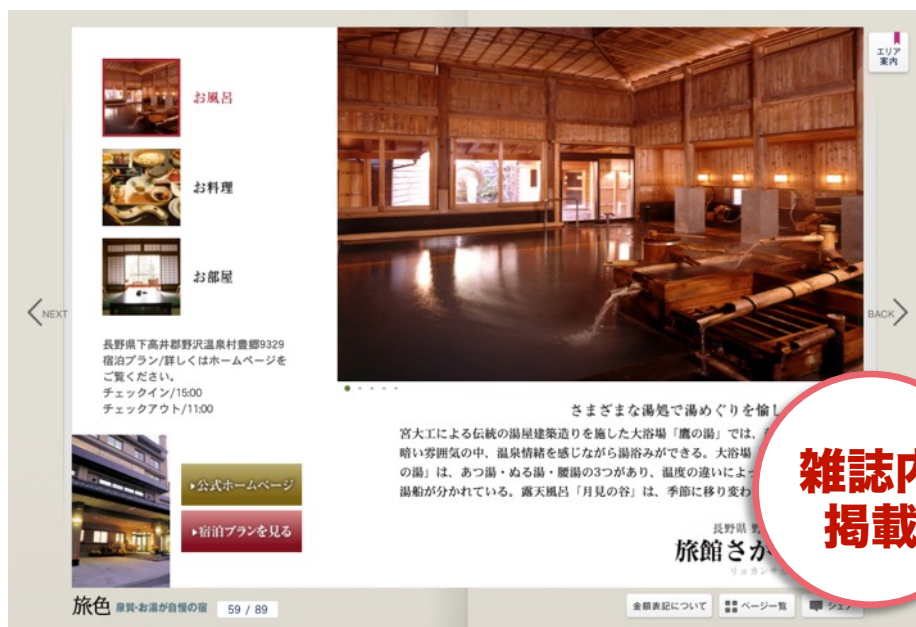 エリア
案内
お風呂
お料理
お部屋
NEXT
BACK
長野県下高井郡野沢温泉村豊郷9329
宿泊プラン/詳しくはホームページを
ご覧ください。
チェックイン/15:00
チェックアウト/11:00
さまざまな湯処で湯めぐりを愉し
宮大工による伝統の湯屋建築造りを施した大浴場「鷹の湯」では、
暗い雰囲気の中、温泉情緒を感じながら湯浴みができる。大浴場
の湯」は、あつ湯・ぬる湯・腰湯の3つがあり、温度の違いによっ
湯船が分かれている。露天風呂「月見の谷」は、季節に移り変わ
公式ホームページ
宿泊プランを見る
雑誌内
掲載
長野県
旅館さか
リョカン
旅色 泉質・お湯が自慢の宿 59 / 89
金額表記について
ページ一覧
シェア